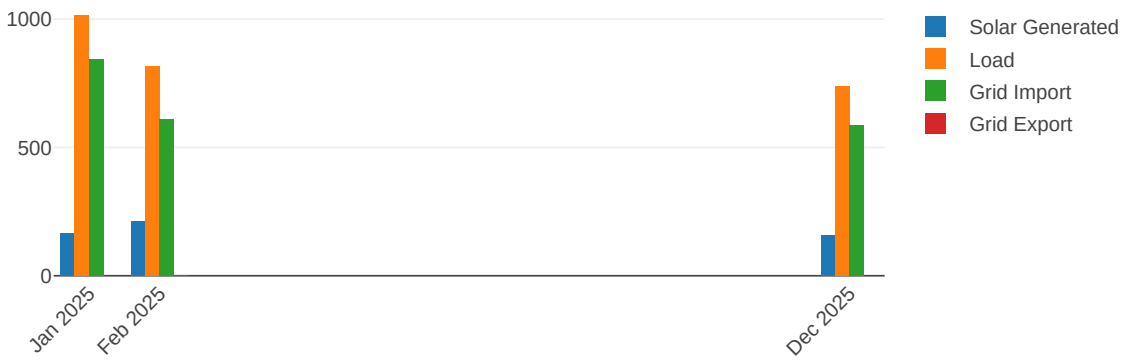 1000
500
0
Jan 2025
Feb 2025
Dec 2025
Solar Generated
Load
Grid Import
Grid Export